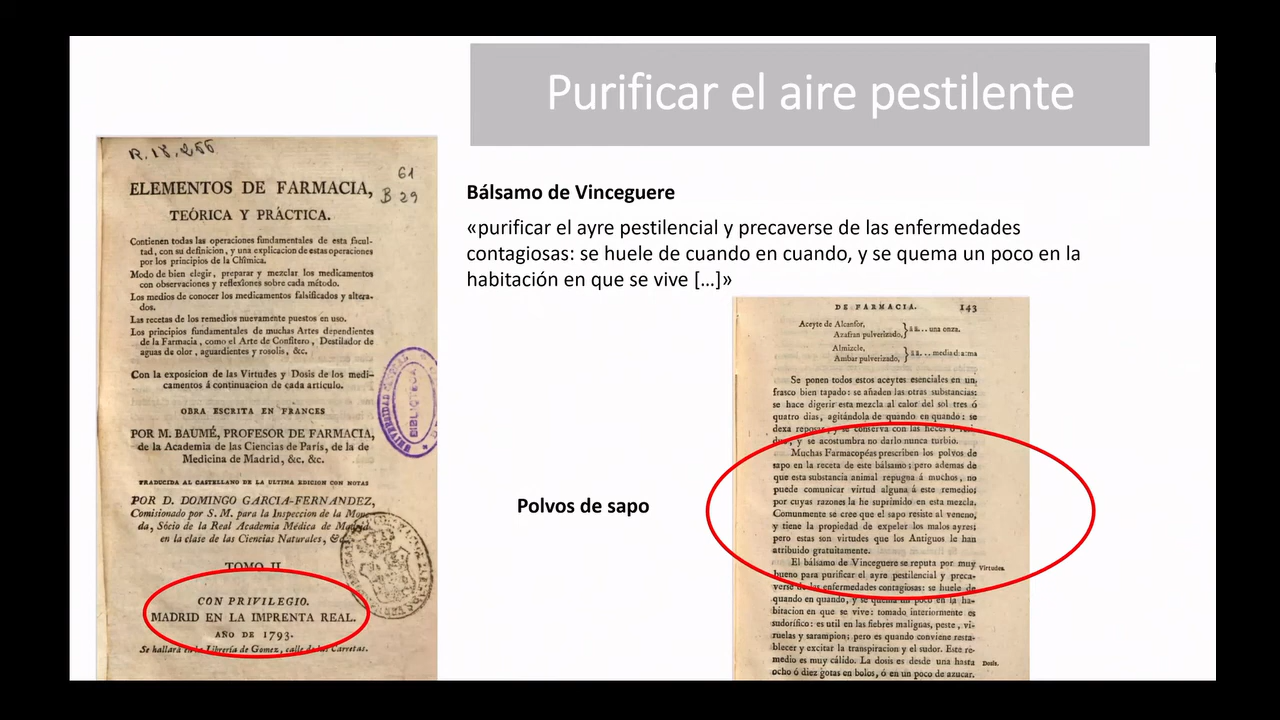 Purificar el aire pestilente
R. 18,256
61
B 29
ELEMENTOS DE FARMACIA,
TEÓRICA Y PRÁCTICA.
Contienen todas las operaciones fundamentales de esta facul-
tad, con su definicion, y una explicacion de estas operaciones
por los principios de la Chîmica.
Modo de bien elegir, preparar y mezclar los medicamentos
con observaciones y reflexîones sobre cada método.
Los medios de conocer los medicamentos falsificados y altera-
dos.
Las recetas de los remedios nuevamente puestos en uso.
Los principios fundamentales de muchas Artes dependientes
de la Farmacia, como el Arte de Confitero, Destilador de
aguas de olor, aguardientes y rosolis, &c.
Con la exposicion de las Virtudes y Dosis de los medi-
camentos á continuacion de cada articulo.
OBRA ESCRITA EN FRANCES
POR M. BAUMÉ, PROFESOR DE FARMACIA,
de la Academia de las Ciencias de París, de la de
Medicina de Madrid, &c. &c.
TRADUCIDA AL CASTELLANO DE LA ULTIMA EDICION CON NOTAS
POR D. DOMINGO GARCIA-FERNANDEZ,
Comisionado por S. M. para la Inspeccion de la Mone-
da, Sócio de la Real Academia Médica de Madrid
en la clase de las Ciencias Naturales, &c.
TOMO II
CON PRIVILEGIO.
MADRID EN LA IMPRENTA REAL.
AÑO DE 1793.
Se hallará en la Librería de Gomez, calle de las Carretas.
BIBLIOTECA
Bálsamo de Vinceguere
«purificar el ayre pestilencial y precaverse de las enfermedades
contagiosas: se huele de cuando en cuando, y se quema un poco en la
habitación en que se vive […]»
Polvos de sapo
DE FARMACIA. 143
Aceyte de Alcanfor,
Azafran pulverizado, } āā... una onza.
Almizcle,
Ambar pulverizado, } āā... media drama
Se ponen todos estos aceytes esenciales en un
frasco bien tapado: se añaden las otras substancias:
se hace digerir esta mezcla al calor del sol tres ó
quatro dias, agitándola de quando en quando: se
dexa reposar, y se conserva con las heces ó
y se acostumbra no darlo nunca turbio.
Muchas Farmacopéas prescriben los polvos de
sapo en la receta de este bálsamo; pero ademas de
que esta substancia animal repugna á muchos, no
puede comunicar virtud alguna á este remedio;
por cuyas razones la he suprimido en esta mezcla.
Comunmente se cree que el sapo resiste al veneno,
y tiene la propiedad de expeler los malos ayres;
pero estas son virtudes que los Antiguos le han
atribuido gratuitamente.
El bálsamo de Vinceguere se reputa por muy
Virtudes.
bueno para purificar el ayre pestilencial y preca-
verse de las enfermedades contagiosas: se huele de
quando en quando, y se quema un poco en la ha-
bitacion en que se vive: tomado interiormente es
sudorífico: es util en las fiebres malignas, peste, vi-
ruelas y sarampion; pero es quando conviene resta-
blecer y excitar la transpiracion y el sudor. Este re-
medio es muy cálido. La dosis es desde una hasta
Dosis.
ocho ó diez gotas en bolos, ó en un poco de azucar.